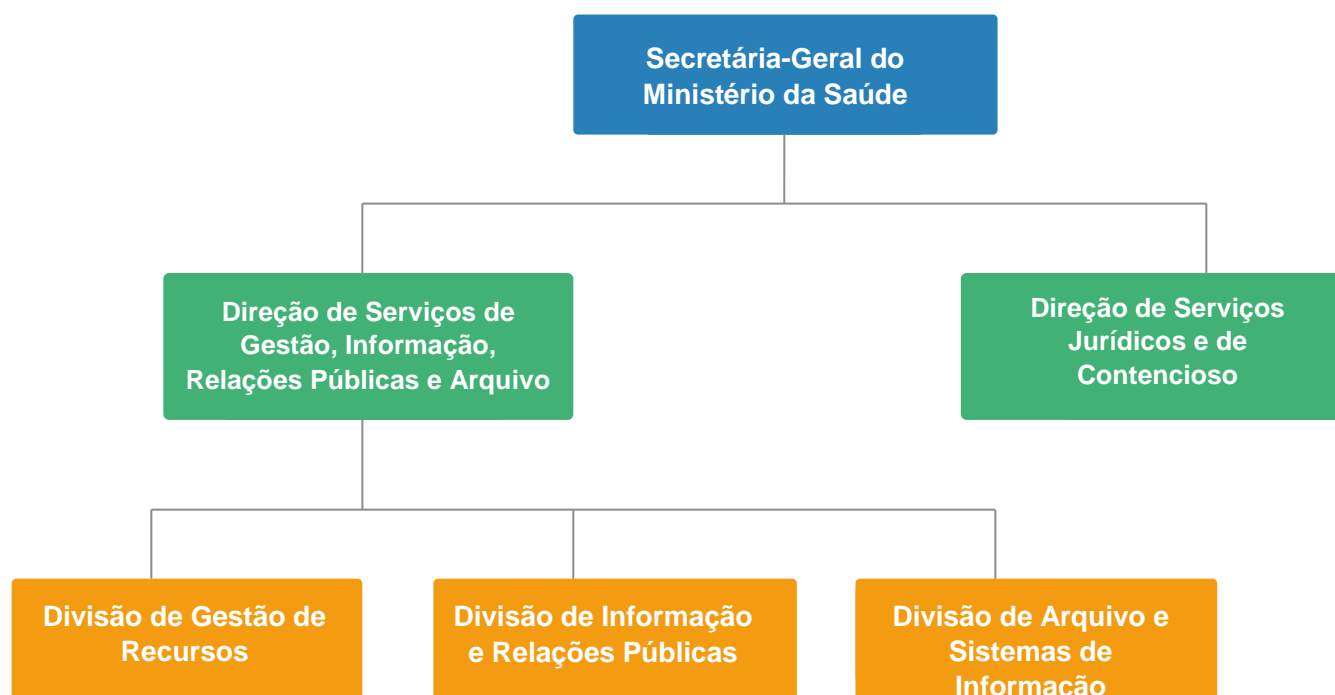 Secretária-Geral do
Ministério da Saúde
Direção de Serviços de
Gestão, Informação,
Relações Públicas e Arquivo
Direção de Serviços
Jurídicos e de
Contencioso
Divisão de Gestão de
Recursos
Divisão de Informação
e Relações Públicas
Divisão de Arquivo e
Sistemas de
Informação